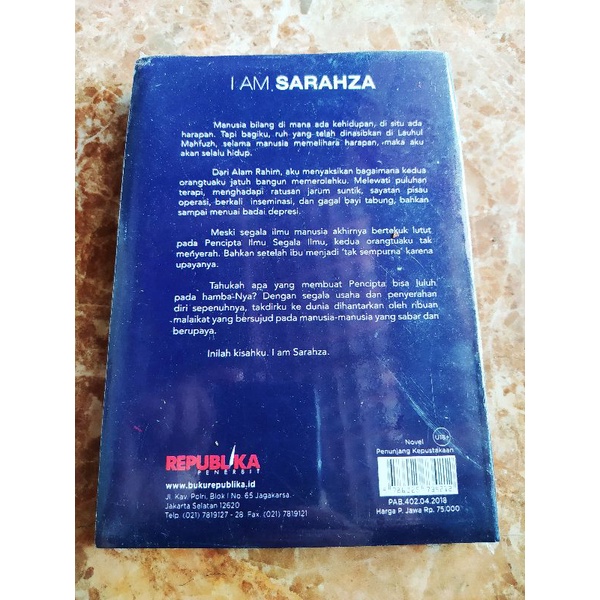 I AM SARAHZA
Manusia bilang di mana ada kehidupan, di situ ada
harapan. Tapi bagiku, ruh yang telah dinasibkan di Lauhul
Mahfuzh, selama manusia memelihara harapan, maka aku
akan selalu hidup.
Dari Alam Rahim, aku menyaksikan bagaimana kedua
orangtuaku jatuh bangun memerolehku. Melewati puluhan
terapi, menghadapi ratusan jarum suntik, sayatan pisau
operasi, berkali inseminasi, dan gagal bayi tabung, bahkan
sampai menuai badai depresi.
Meski segala ilmu manusia akhirnya bertekuk lutut
pada Pencipta Ilmu Segala Ilmu, kedua orangtuaku tak
menyerah. Bahkan setelah ibu menjadi 'tak sempurna' karena
upayanya.
Tahukah apa yang membuat Pencipta bisa luluh
pada hamba-Nya? Dengan segala usaha dan penyerahan
diri sepenuhnya, takdirku ke dunia dihantarkan oleh ribuan
malaikat yang bersujud pada manusia-manusia yang sabar dan
berupaya.
Inilah kisahku. I am Sarahza.
REPUBLIKA
PENERBIT
www.bukurepublika.id
Jl. Kav. Polri, Blok I No. 65 Jagakarsa
Jakarta Selatan 12620
Telp. (021) 7819127 - 28 Fax. (021) 7819121
Novel
Penunjang Kepustakaan
U15+
PAB.402.04.2018
Harga P. Jawa Rp. 75.000